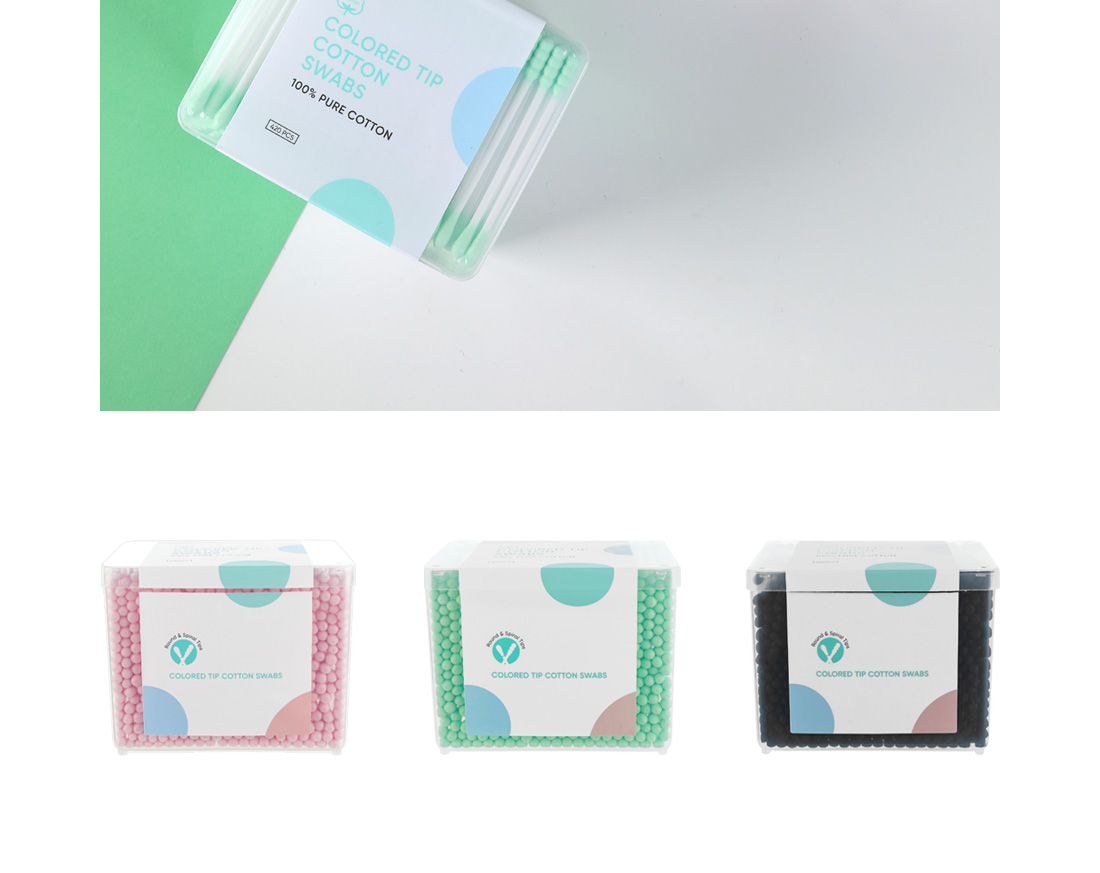 COLORED TIP
COTTON
SWABS
100% PURE COTTON
420 PCS
Round & Spiral Tips
COLORED TIP COTTON SWABS
Round & Spiral Tips
COLORED TIP COTTON SWABS
Round & Spiral Tips
COLORED TIP COTTON SWABS